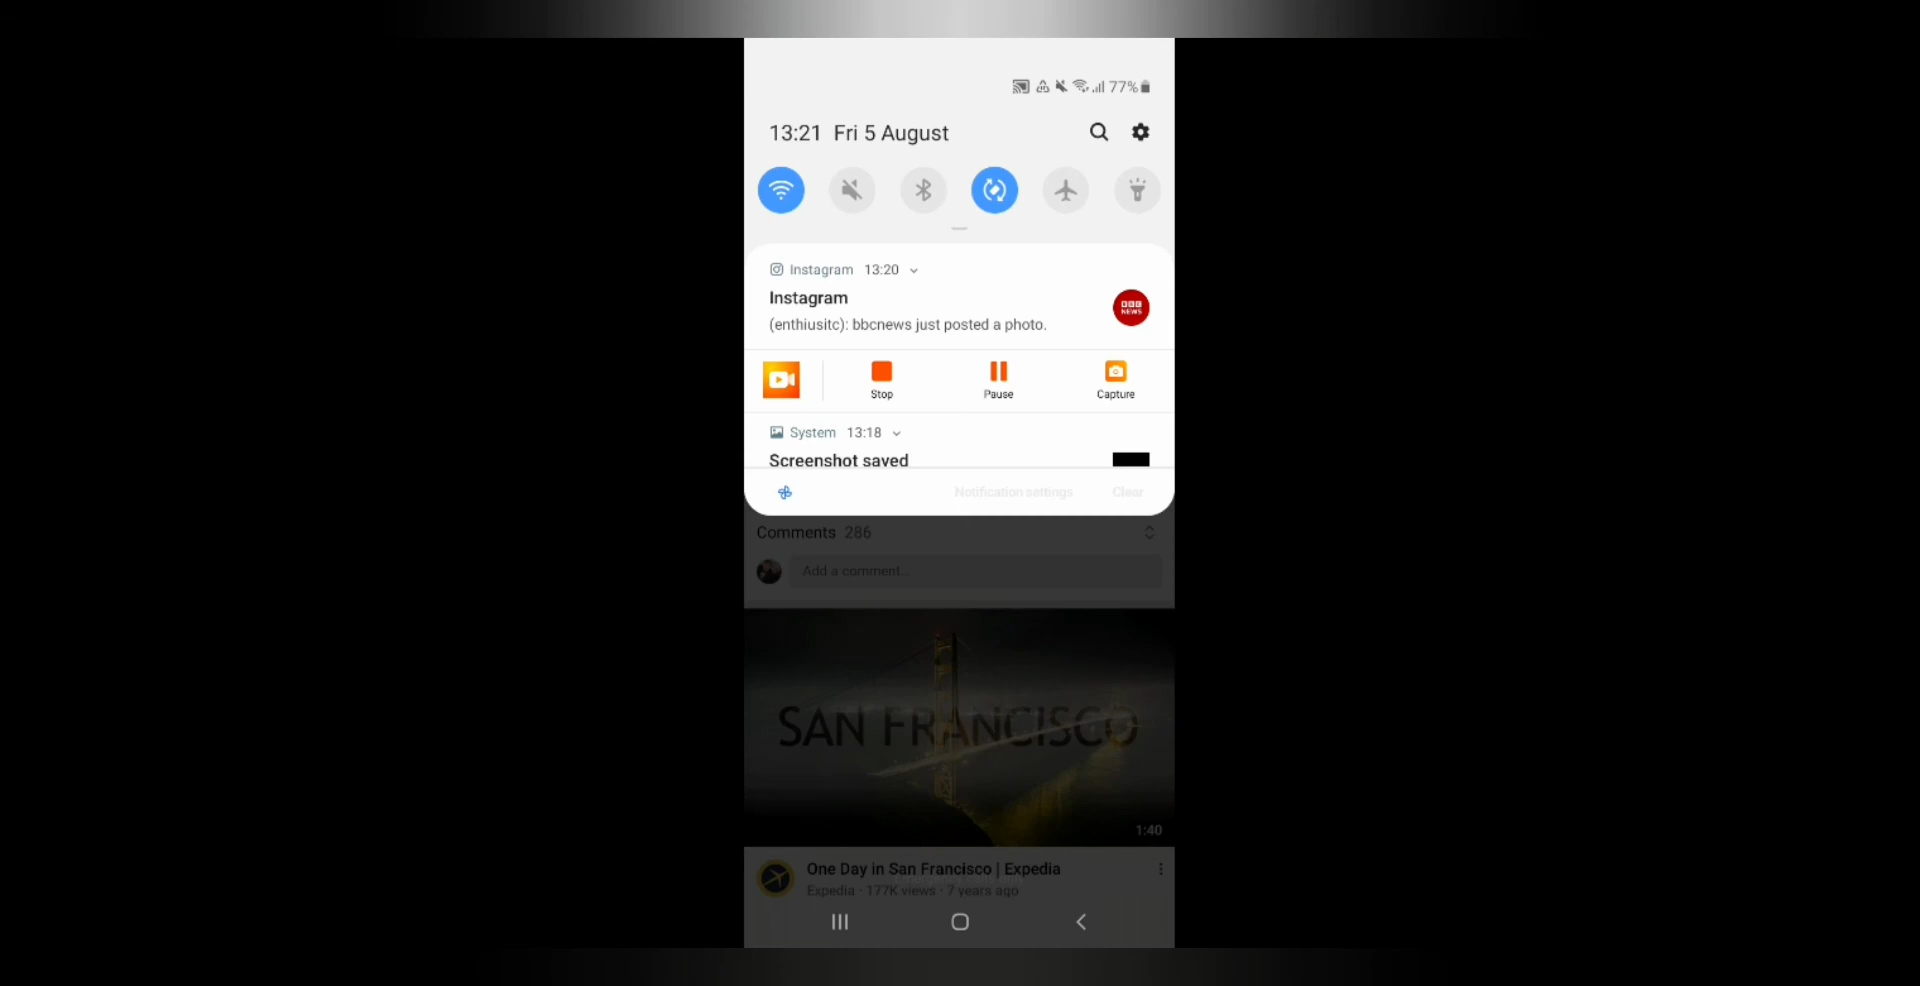 77%
13:21 Fri 5 August
Instagram 13:20
Instagram
BBC
NEWS
(enthiusitc): bbcnews just posted a photo.
Stop Pause Capture
System 13:18
Screenshot saved
Notification settings Clear
Comments 286
Add a comment...
SAN FRANCISCO
1:40
One Day in San Francisco | Expedia
Expedia · 177K views · 7 years ago